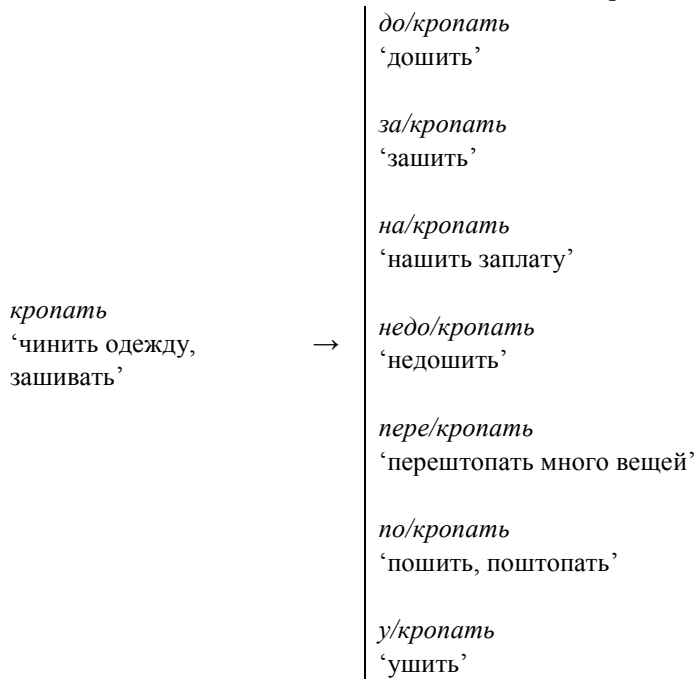 до/кропать
‘дошить’
за/кропать
‘зашить’
на/кропать
‘нашить заплату’
кропать
‘чинить одежду,
зашивать’
→
недо/кропать
‘недошить’
пере/кропать
‘перештопать много вещей’
по/кропать
‘пошить, поштопать’
у/кропать
‘ушить’